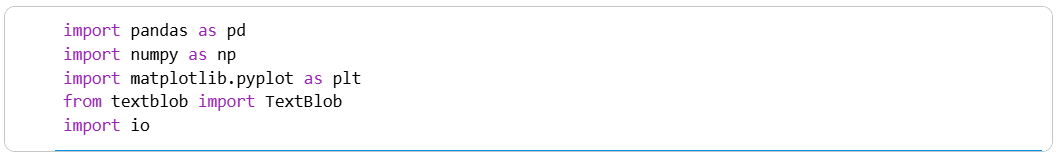 import pandas as pd
import numpy as np
import matplotlib.pyplot as plt
from textblob import TextBlob
import io